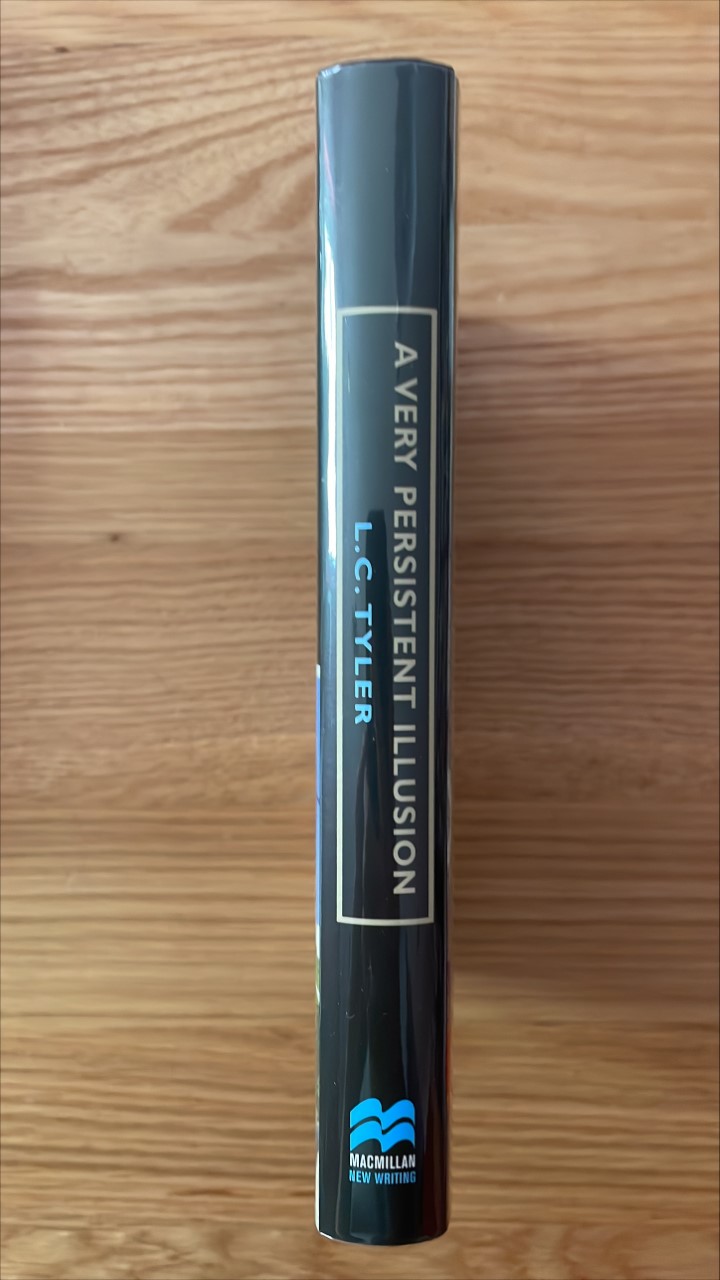 A VERY PERSISTENT ILLUSION
L.C. TYLER
MACMILLAN
NEW WRITING